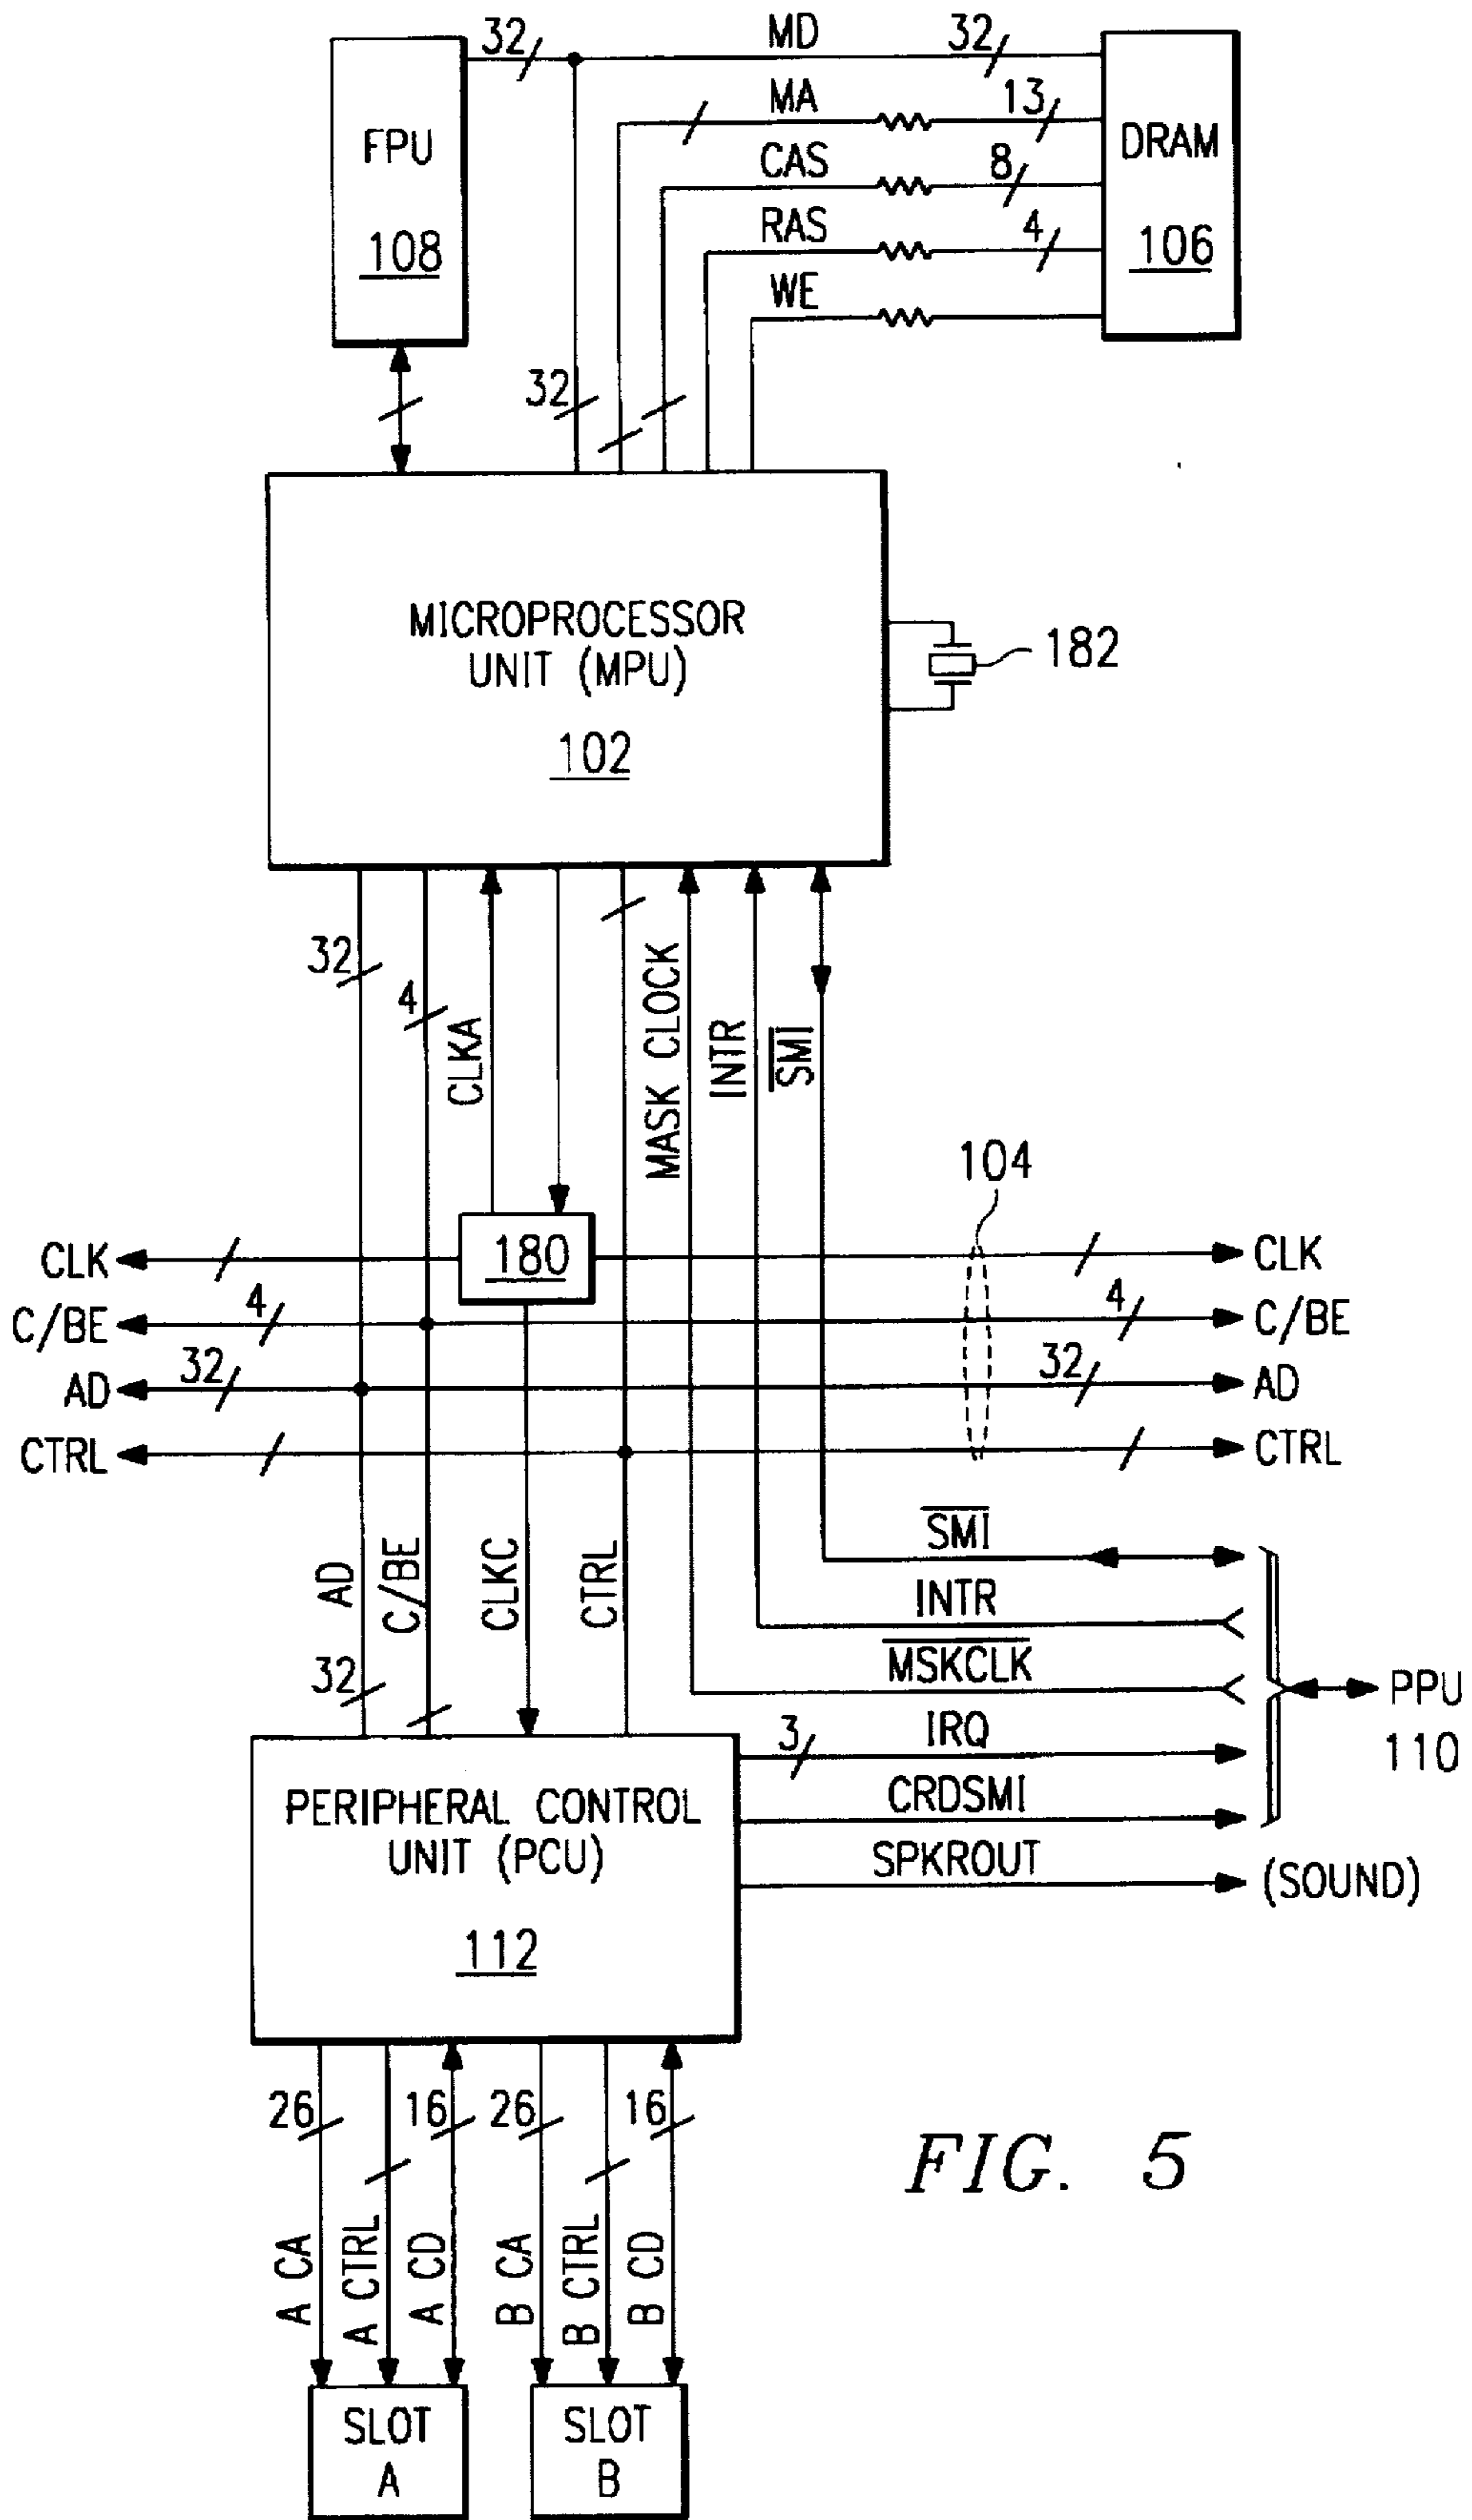 32
MD
32
MA
13
FPU
DRAM
CAS
8
108
RAS
4
106
WE
32
MICROPROCESSOR
UNIT (MPU)
182
102
32
4
CLKA
MASK CLOCK
INTR
SMI
104
CLK
180
CLK
C/BE
4
4
C/BE
AD
32
32
AD
CTRL
CTRL
AD
C/BE
CLKC
CTRL
SMI
INTR
32
MSKCLK
PPU
110
3
IRQ
PERIPHERAL CONTROL
UNIT (PCU)
CRDSMI
SPKROUT
(SOUND)
112
26
16
26
16
A CA
A CTRL
A CD
B CA
B CTRL
B CD
FIG. 5
SLOT
A
SLOT
B